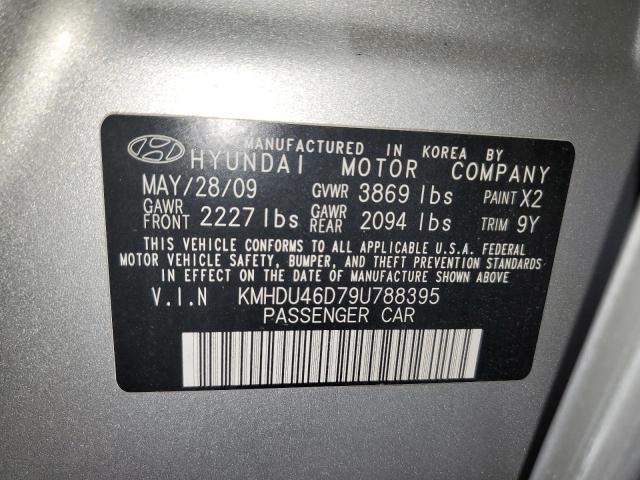 MANUFACTURED IN KOREA BY
HYUNDAI MOTOR COMPANY
MAY/28/09 GVWR 3869 lbs PAINT X2
GAWR FRONT 2227 lbs GAWR REAR 2094 lbs TRIM 9Y
THIS VEHICLE CONFORMS TO ALL APPLICABLE U.S.A. FEDERAL
MOTOR VEHICLE SAFETY, BUMPER, AND THEFT PREVENTION STANDARDS
IN EFFECT ON THE DATE OF MANUFACTURE SHOWN ABOVE
V.I.N KMHDU46D79U788395
PASSENGER CAR